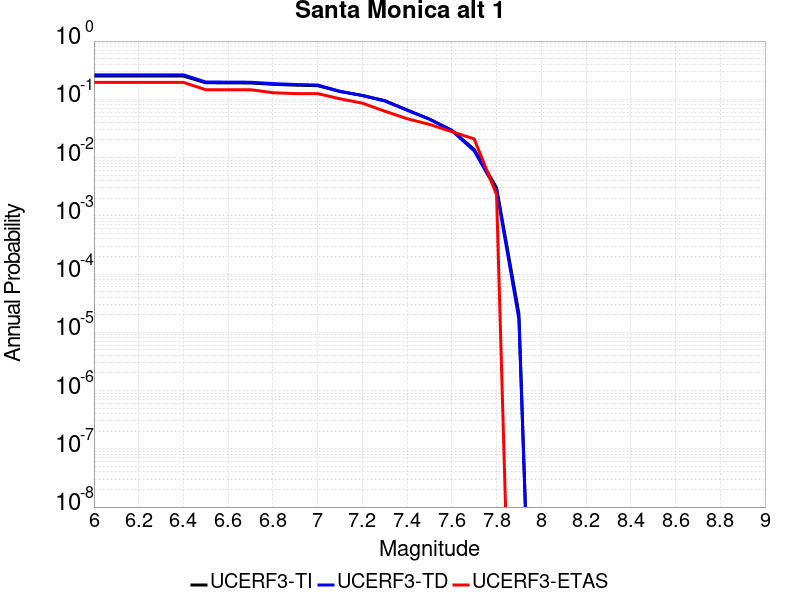 Santa Monica alt 1
10^0
10^-1
10^-2
10^-3
10^-4
10^-5
10^-6
10^-7
10^-8
Annual Probability
6 6.2 6.4 6.6 6.8 7 7.2 7.4 7.6 7.8 8 8.2 8.4 8.6 8.8 9
Magnitude
UCERF3-TI UCERF3-TD UCERF3-ETAS